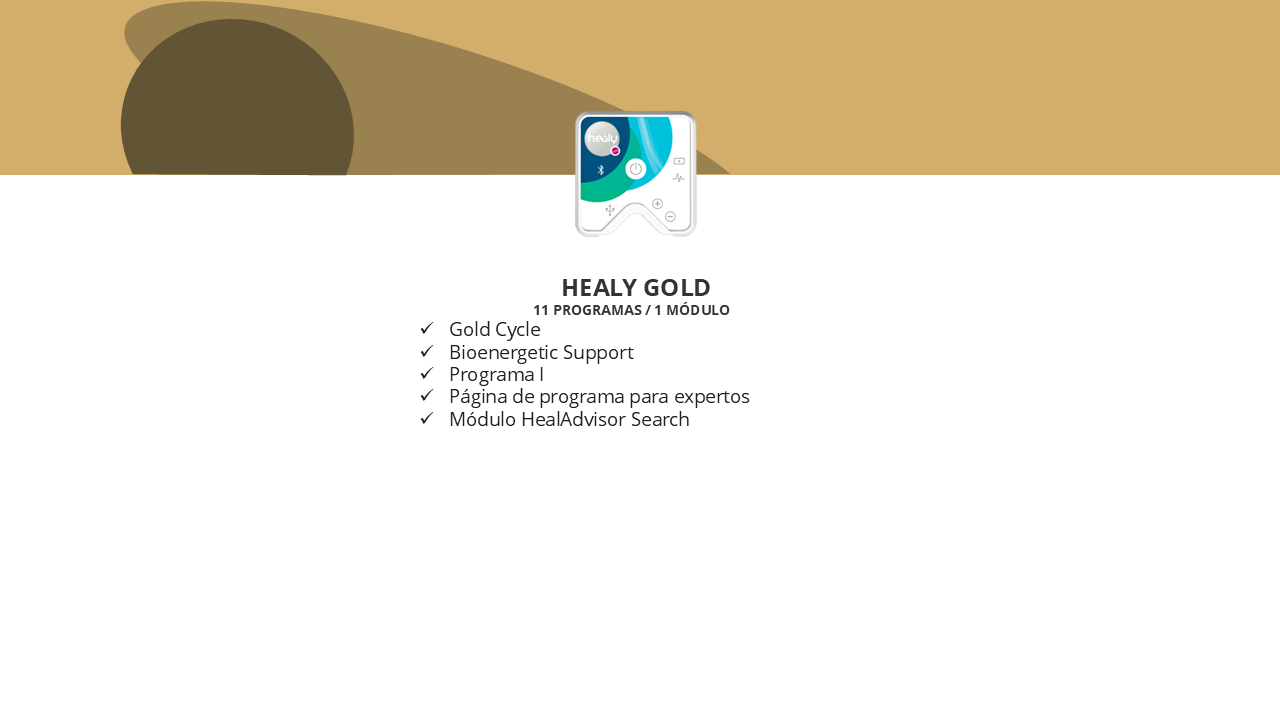 healy
HEALY GOLD
11 PROGRAMAS / 1 MÓDULO
✓ Gold Cycle
✓ Bioenergetic Support
✓ Programa I
✓ Página de programa para expertos
✓ Módulo HealAdvisor Search